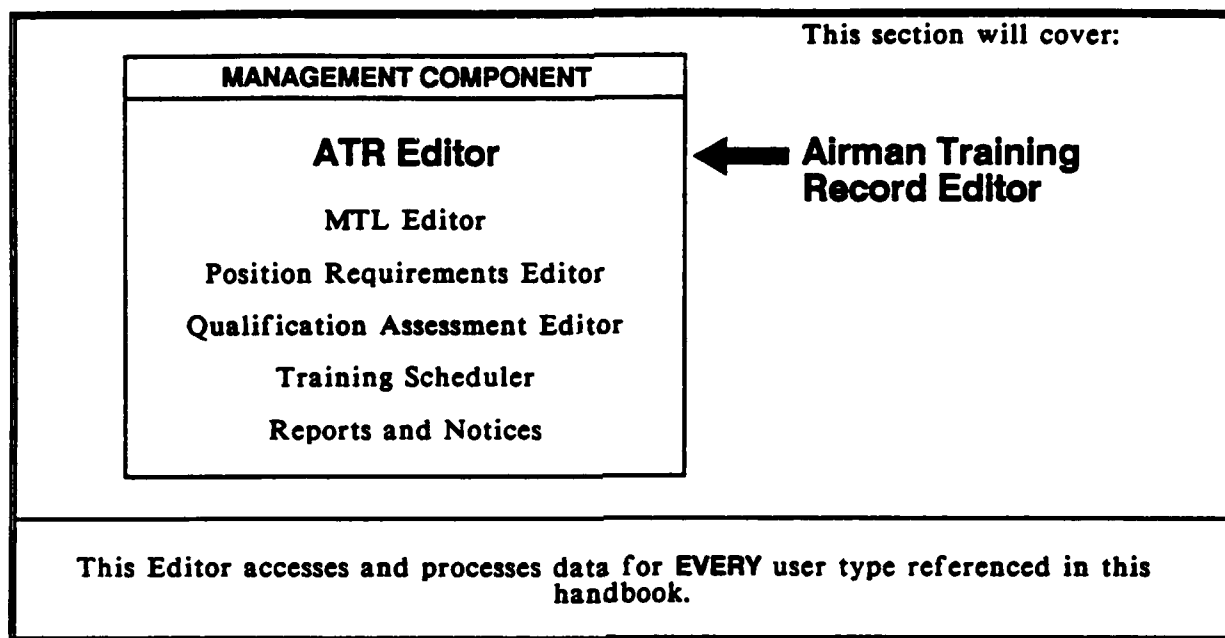 This section will cover:
MANAGEMENT COMPONENT
ATR Editor
Airman Training
Record Editor
MTL Editor
Position Requirements Editor
Qualification Assessment Editor
Training Scheduler
Reports and Notices
This Editor accesses and processes data for EVERY user type referenced in this
handbook.